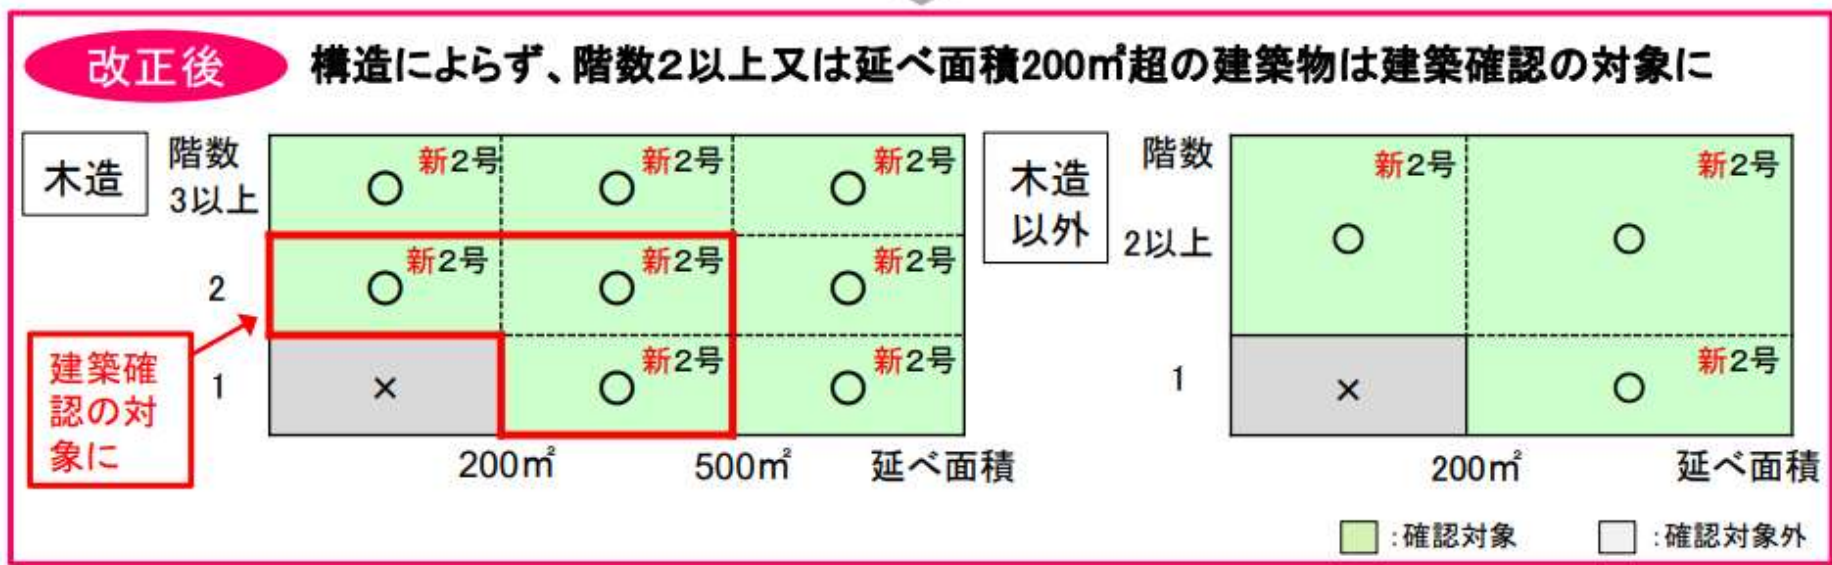 改正後
構造によらず、階数２以上又は延べ面積200㎡超の建築物は建築確認の対象に
木造
階数
3以上
新２号
新２号
新２号
○
○
○
2
新２号
新２号
新２号
○
○
○
1
新２号
新２号
×
○
○
建築確
認の対
象に
200㎡
500㎡
延べ面積
木造
以外
階数
2以上
新２号
新２号
○
○
1
新２号
×
○
200㎡
延べ面積
:確認対象
:確認対象外